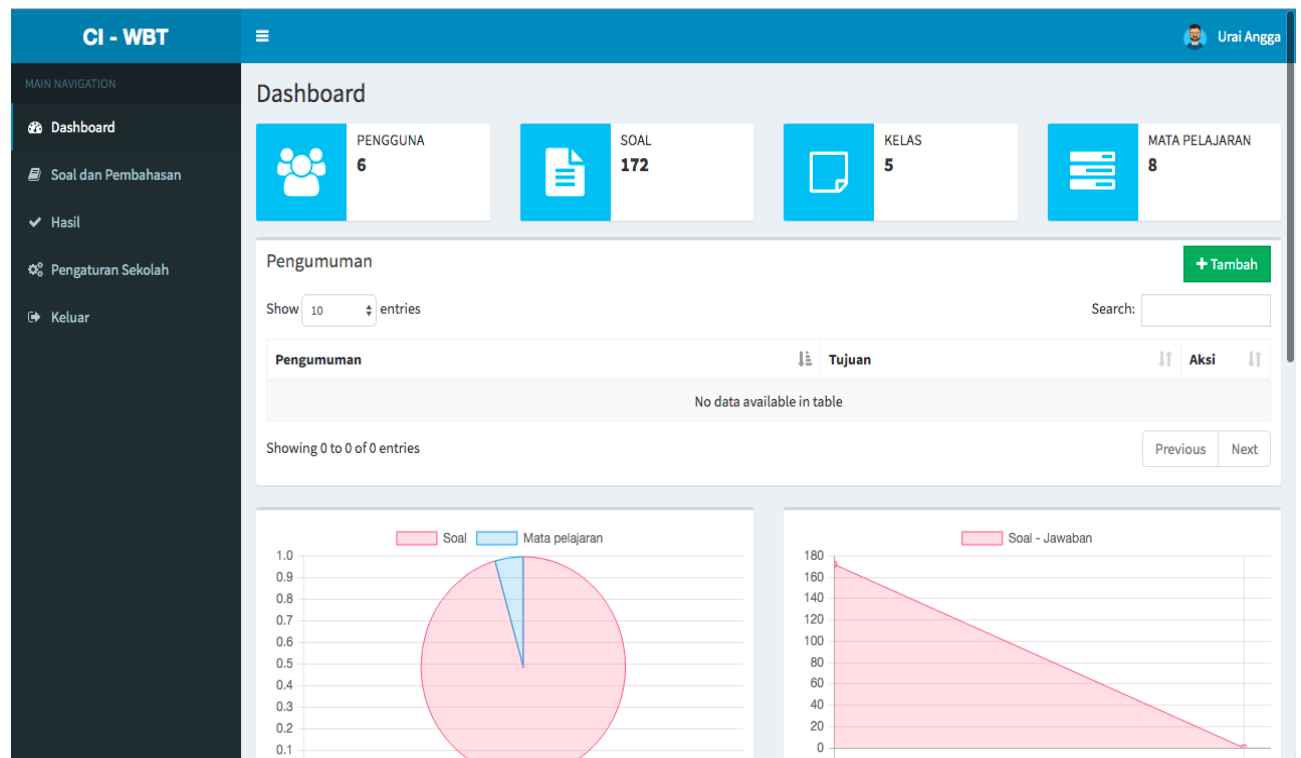 CI - WBT
Urai Angga
MAIN NAVIGATION
Dashboard
Soal dan Pembahasan
Hasil
Pengaturan Sekolah
Keluar
Dashboard
PENGGUNA
6
SOAL
172
KELAS
5
MATA PELAJARAN
8
Pengumuman
Tambah
Show 10 entries
Search:
Pengumuman Tujuan Aksi
No data available in table
Showing 0 to 0 of 0 entries
Previous Next
Soal Mata pelajaran
1.0
0.9
0.8
0.7
0.6
0.5
0.4
0.3
0.2
0.1
Soal - Jawaban
180
160
140
120
100
80
60
40
20
0